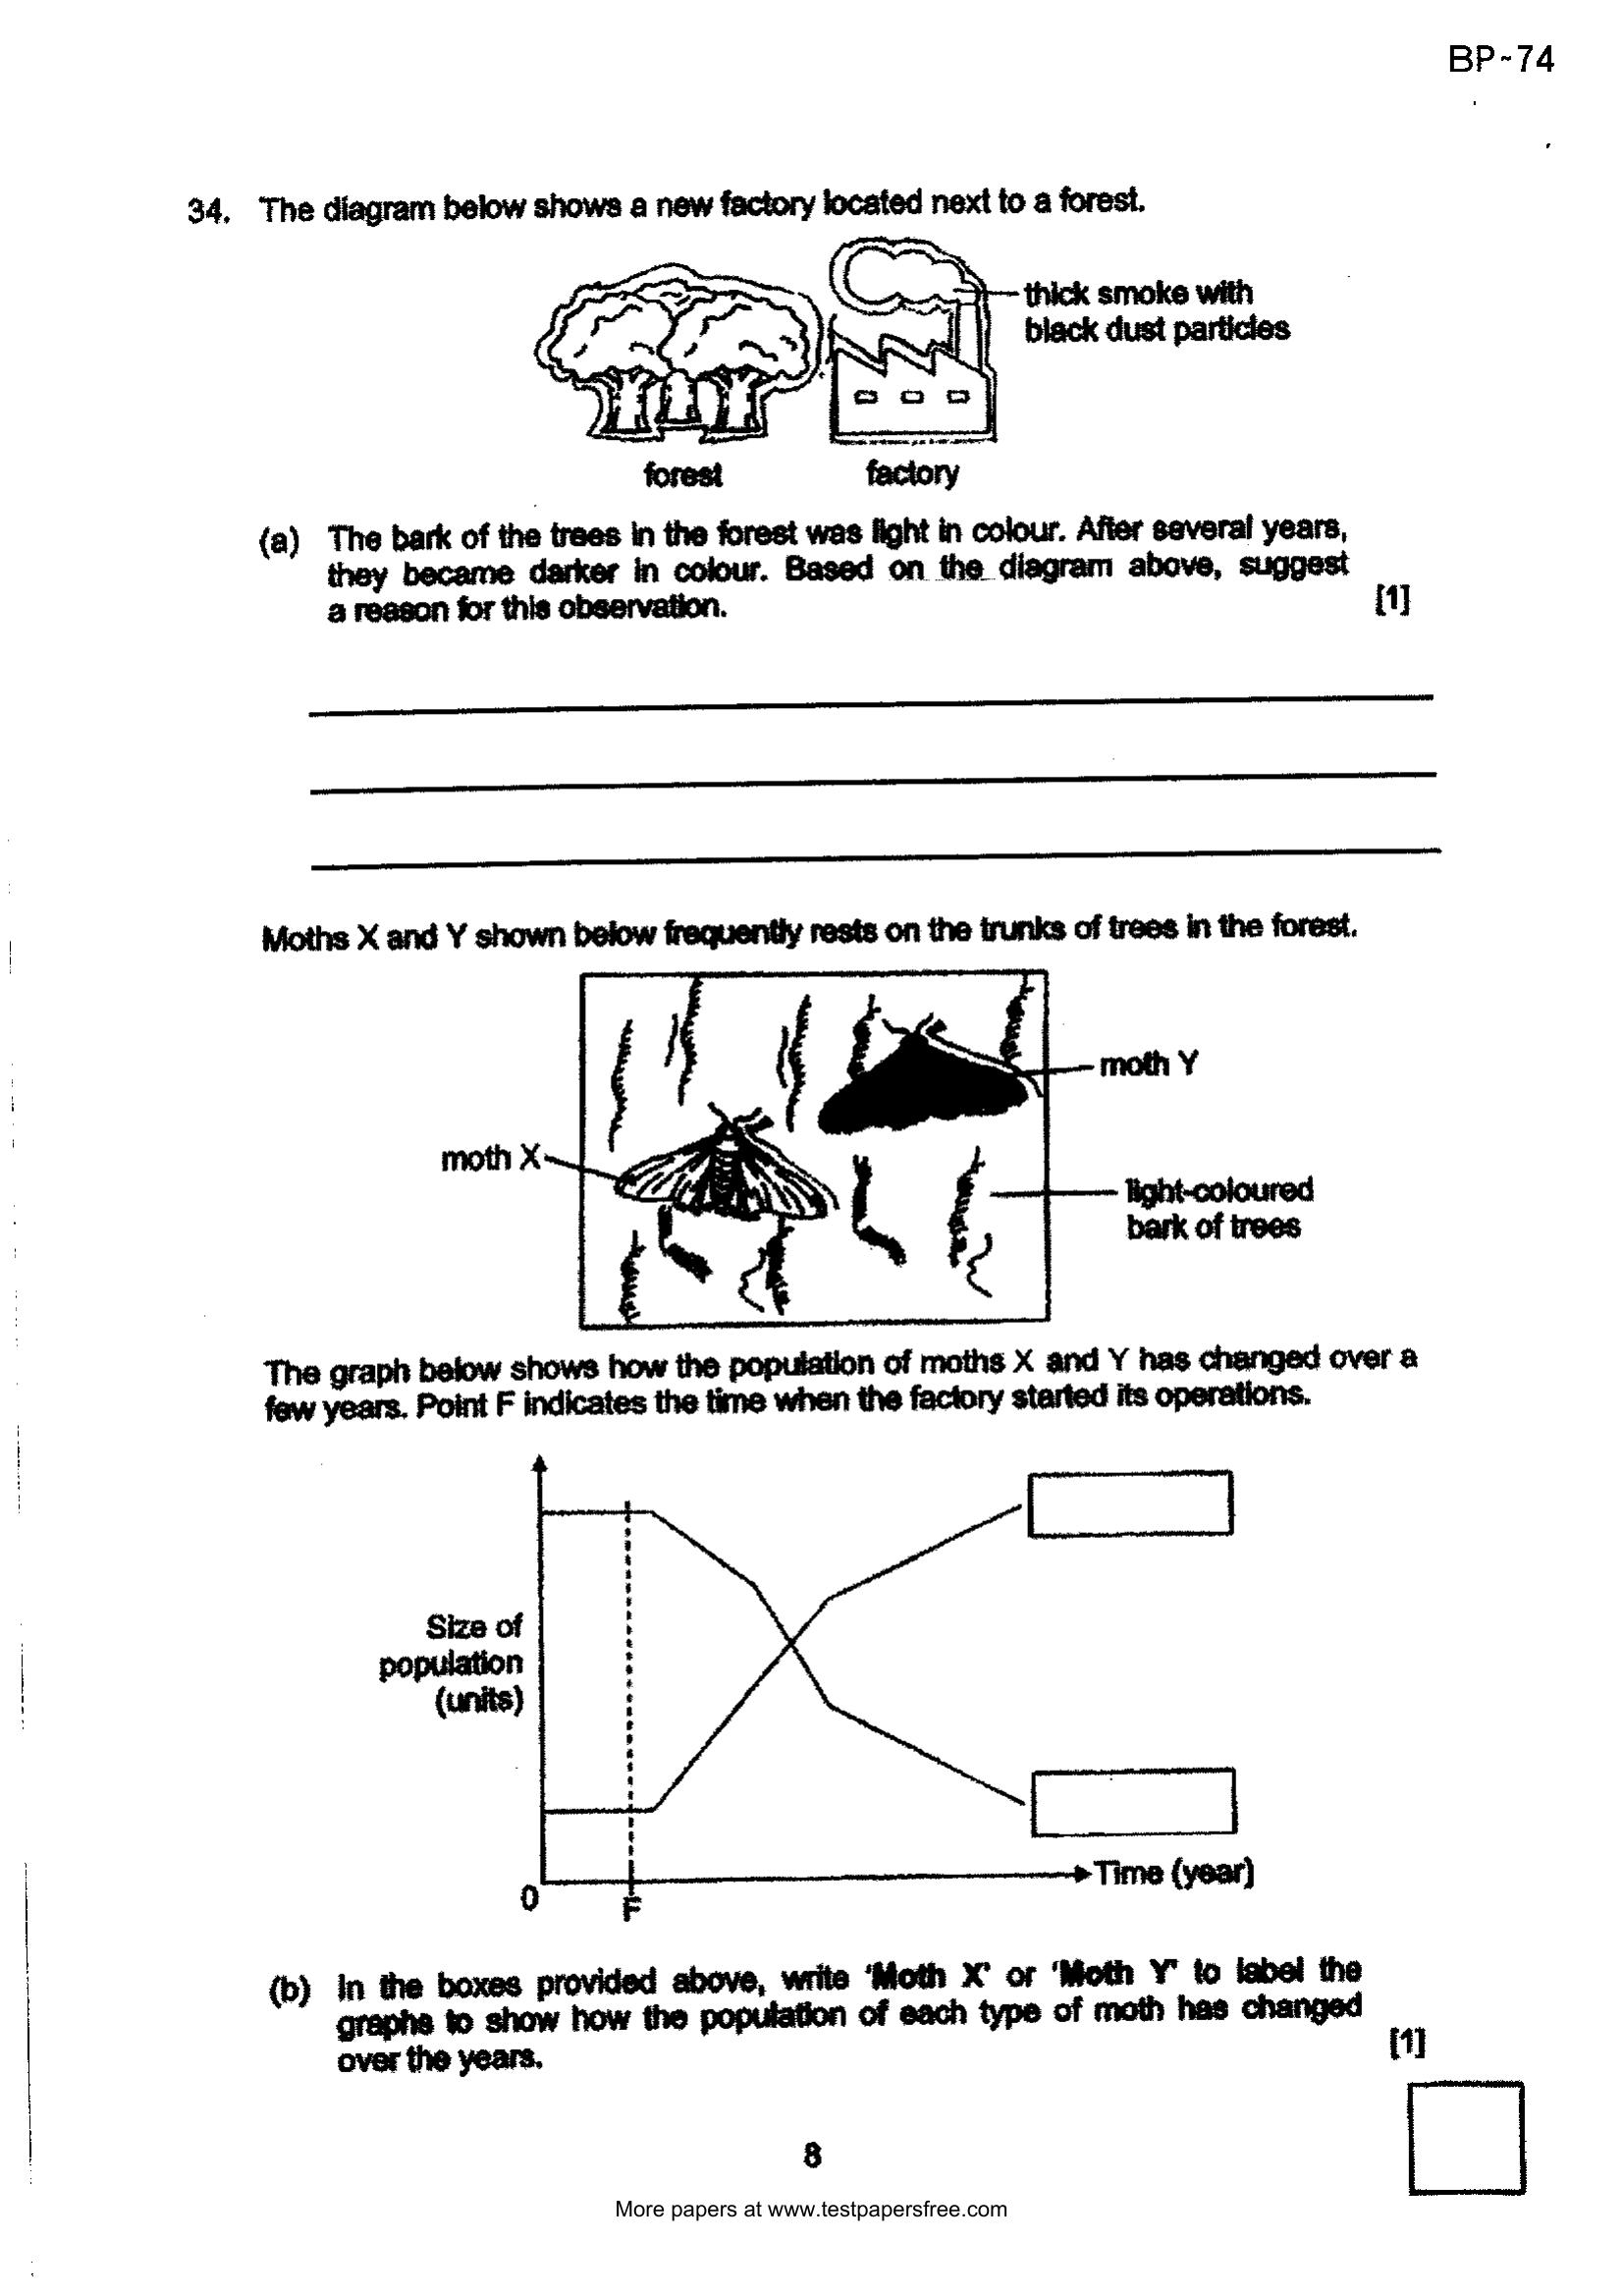 BP-74
34. The diagram below shows a new factory located next to a forest.
thick smoke with
black dust particles
forest
factory
(a) The bark of the trees in the forest was light in colour. After several years,
they became darker in colour. Based on the diagram above, suggest
a reason for this observation. [1]
Moths X and Y shown below frequently rests on the trunks of trees in the forest.
moth Y
moth X
light-coloured
bark of trees
The graph below shows how the population of moths X and Y has changed over a
few years. Point F indicates the time when the factory started its operations.
Size of
population
(units)
0
F
Time (year)
(b) In the boxes provided above, write 'Moth X' or 'Moth Y' to label the
graphs to show how the population of each type of moth has changed
over the years. [1]
8
More papers at www.testpapersfree.com